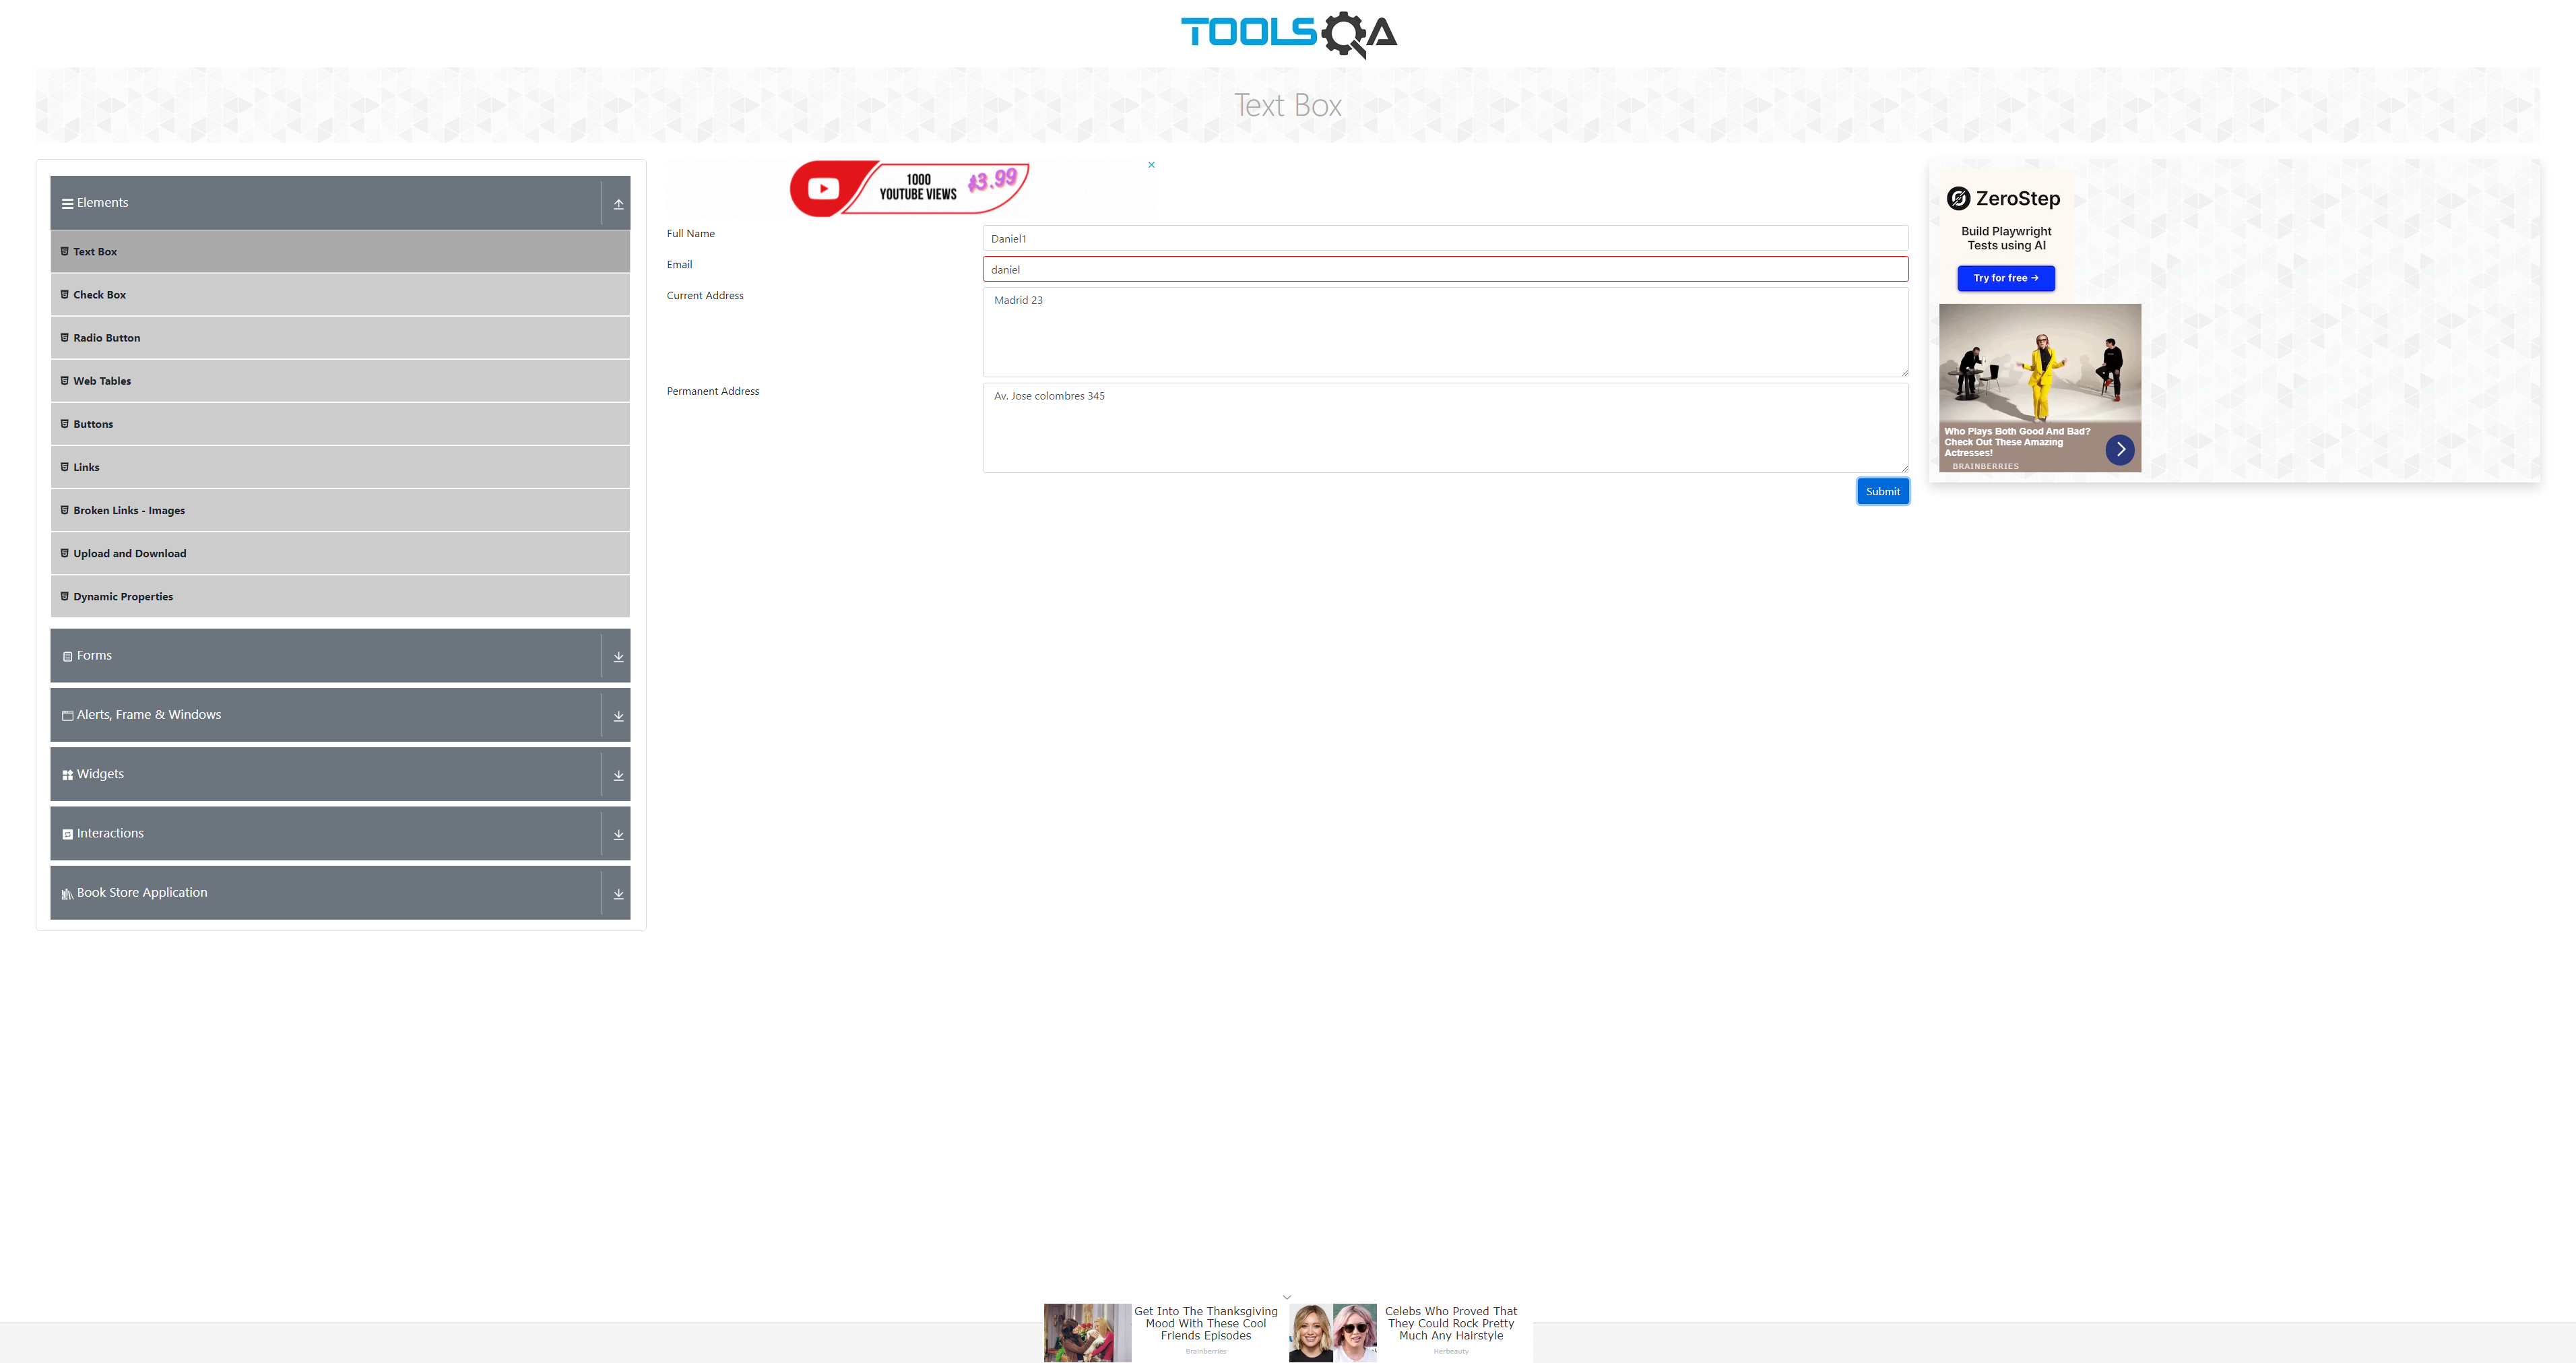 TOOLSQA
Text Box
Elements
Text Box
Check Box
Radio Button
Web Tables
Buttons
Links
Broken Links - Images
Upload and Download
Dynamic Properties
Forms
Alerts, Frame & Windows
Widgets
Interactions
Book Store Application
1000
YOUTUBE VIEWS
$3.99
Full Name
Daniel1
Email
daniel
Current Address
Madrid 23
Permanent Address
Av. Jose colombres 345
Submit
ZeroStep
Build Playwright
Tests using AI
Try for free →
Who Plays Both Good And Bad?
Check Out These Amazing
Actresses!
BRAINBERRIES
Get Into The Thanksgiving
Mood With These Cool
Friends Episodes
Brainberries
Celebs Who Proved That
They Could Rock Pretty
Much Any Hairstyle
Herbeauty